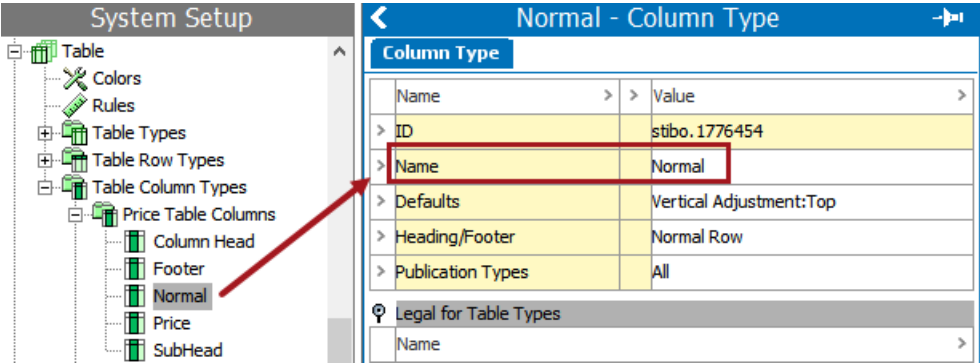 System Setup
Table
Colors
Rules
Table Types
Table Row Types
Table Column Types
Price Table Columns
Column Head
Footer
Normal
Price
SubHead
Normal - Column Type
Column Type
Name > > Value >
> ID stibo.1776454
> Name Normal
> Defaults Vertical Adjustment:Top
> Heading/Footer Normal Row
> Publication Types All
Legal for Table Types
Name >